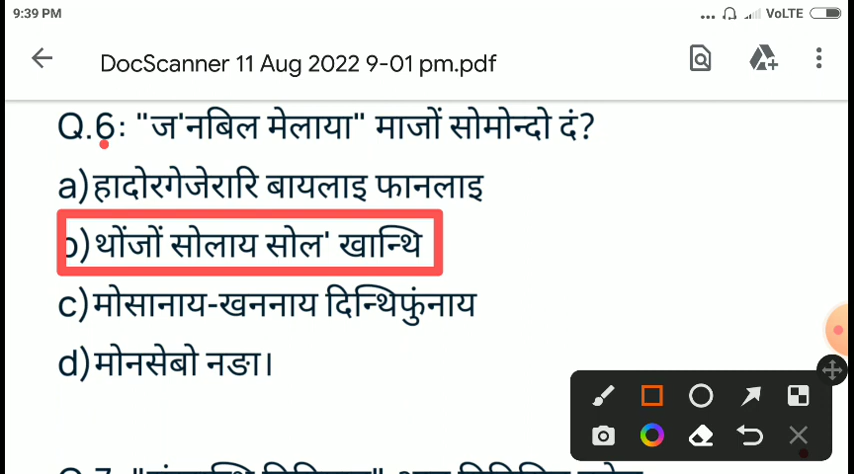 9:39 PM ... VoLTE
DocScanner 11 Aug 2022 9-01 pm.pdf
Q.6: "ज'नबिल मेलाया" माजों सोमोन्दो दं?
a)हादोरगेजेरारि बायलाइ फानलाइ
b)थोंजों सोलाय सोल' खान्थि
c)मोसानाय-खननाय दिन्थिफुंनाय
d)मोनसेबो नङा।